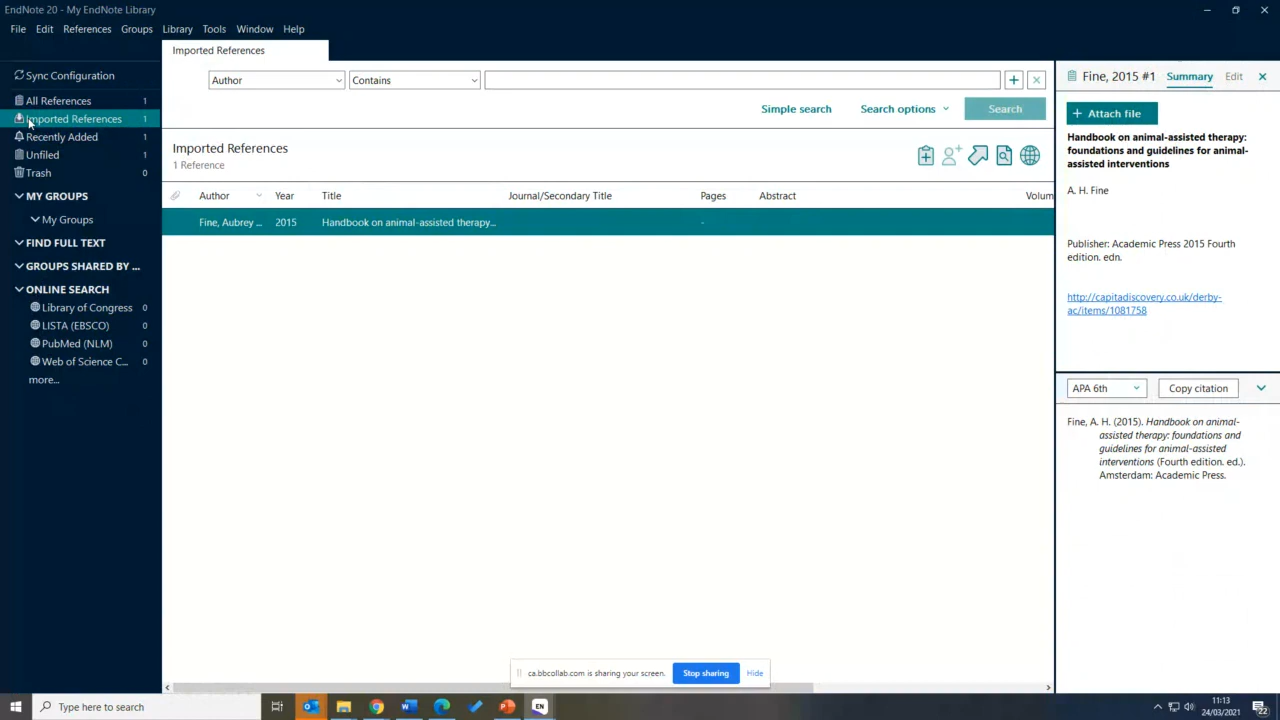 EndNote 20 - My EndNote Library
File Edit References Groups Library Tools Window Help
Sync Configuration
All References 1
Imported References 1
Recently Added 1
Unfiled 1
Trash 0
MY GROUPS
My Groups
FIND FULL TEXT
GROUPS SHARED BY ...
ONLINE SEARCH
Library of Congress 0
LISTA (EBSCO) 0
PubMed (NLM) 0
Web of Science C... 0
more...
Imported References
Author Contains
Simple search Search options Search
Imported References
1 Reference
Author Year Title Journal/Secondary Title Pages Abstract Volum
Fine, Aubrey ... 2015 Handbook on animal-assisted therapy... -
Fine, 2015 #1 Summary Edit
+ Attach file
Handbook on animal-assisted therapy:
foundations and guidelines for animal-
assisted interventions
A. H. Fine
Publisher: Academic Press 2015 Fourth
edition. edn.
http://capitadiscovery.co.uk/derby-
ac/items/1081758
APA 6th Copy citation
Fine, A. H. (2015). Handbook on animal-
assisted therapy: foundations and
guidelines for animal-assisted
interventions (Fourth edition. ed.).
Amsterdam: Academic Press.
ca.bbcollab.com is sharing your screen. Stop sharing Hide
Type here to search
11:13
24/03/2021
22